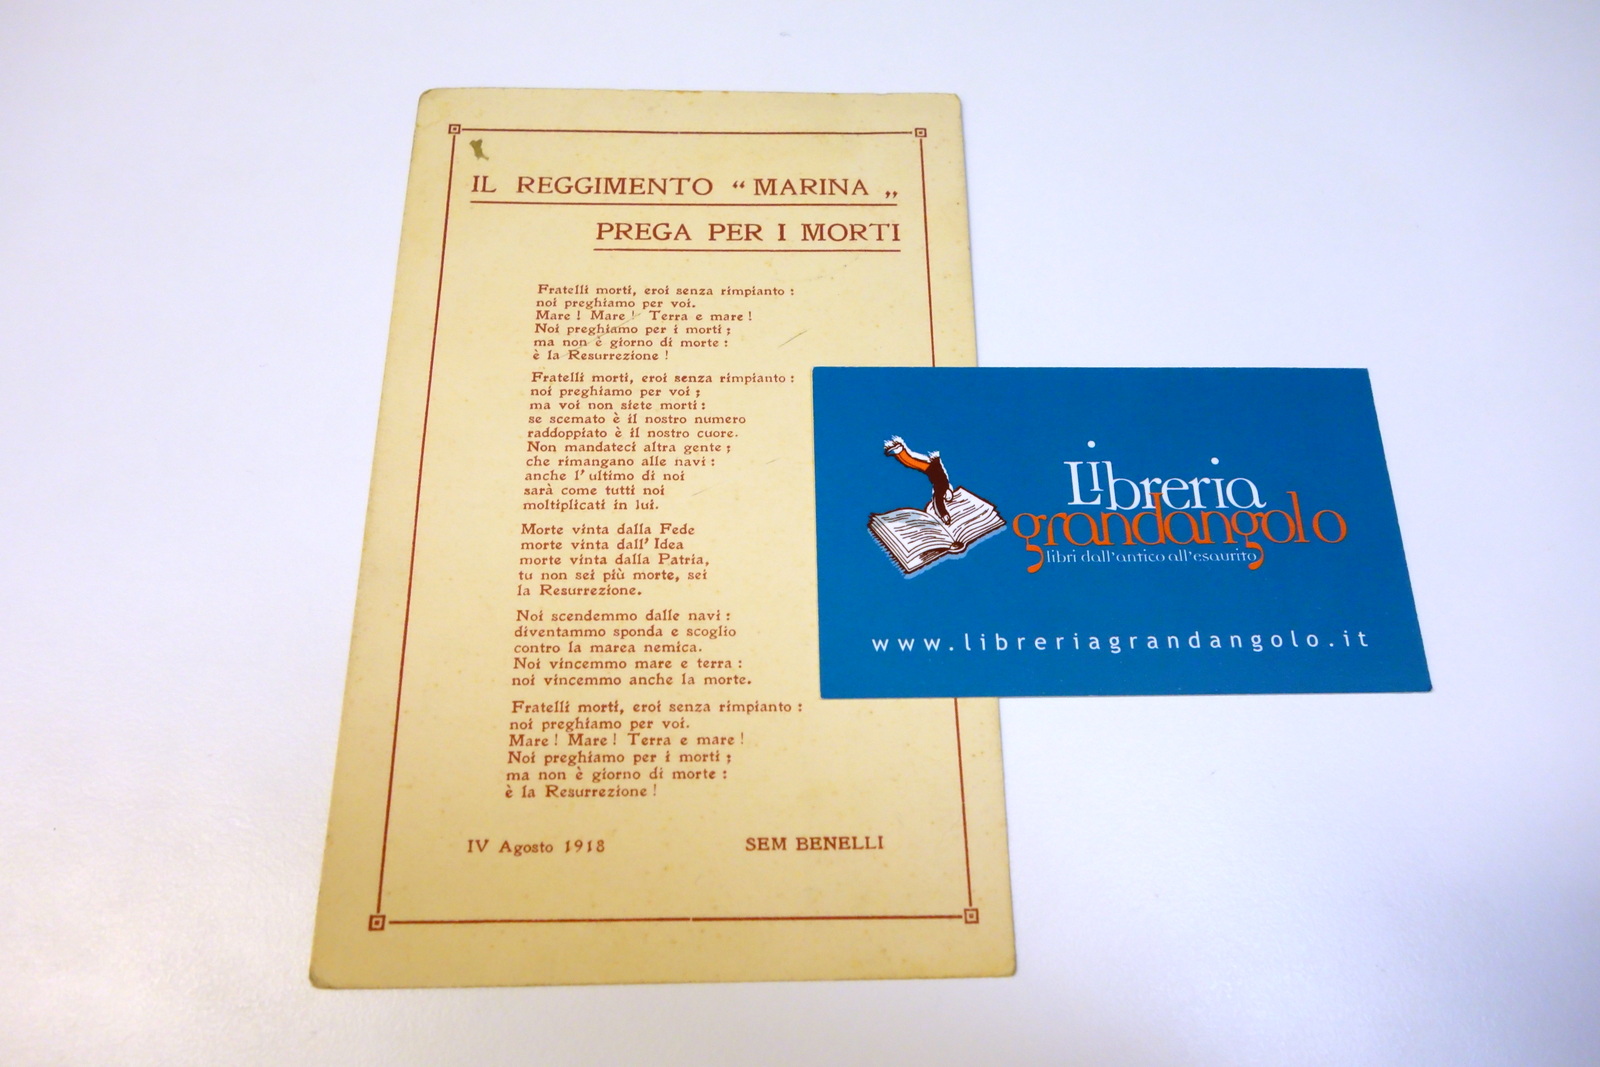 IL REGGIMENTO “ MARINA „
PREGA PER I MORTI
Fratelli morti, eroi senza rimpianto :
noi preghiamo per voi.
Mare ! Mare ! Terra e mare !
Noi preghiamo per i morti ;
ma non è giorno di morte :
è la Resurrezione !
Fratelli morti, eroi senza rimpianto :
noi preghiamo per voi ;
ma voi non siete morti :
se scemato è il nostro numero
raddoppiato è il nostro cuore.
Non mandateci altra gente ;
che rimangano alle navi :
anche l' ultimo di noi
sarà come tutti noi
moltiplicati in lui.
Morte vinta dalla Fede
morte vinta dall' Idea
morte vinta dalla Patria,
tu non sei più morte, sei
la Resurrezione.
Noi scendemmo dalle navi :
diventammo sponda e scoglio
contro la marea nemica.
Noi vincemmo mare e terra :
noi vincemmo anche la morte.
Fratelli morti, eroi senza rimpianto :
noi preghiamo per voi.
Mare ! Mare ! Terra e mare !
Noi preghiamo per i morti ;
ma non è giorno di morte :
è la Resurrezione !
IV Agosto 1918 SEM BENELLI
Libreria
grandangolo
libri dall'antico all'esaurito
www.libreriagrandangolo.it